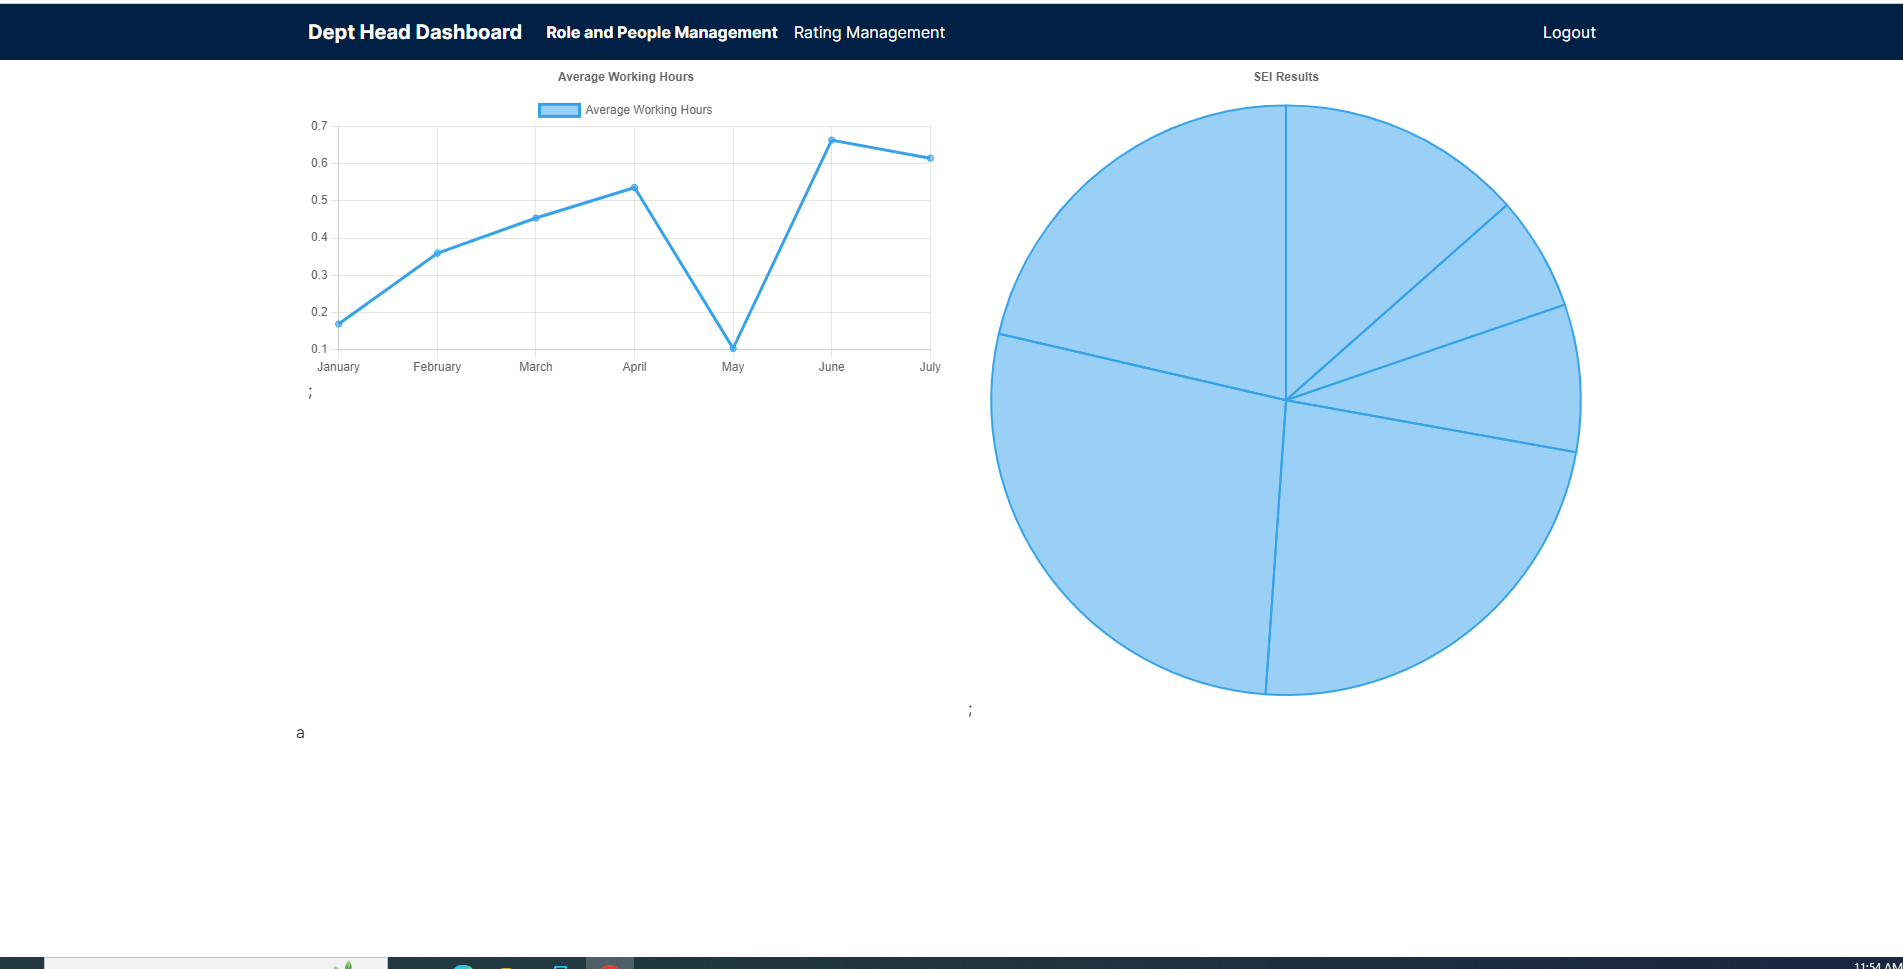 Dept Head Dashboard Role and People Management Rating Management Logout
Average Working Hours
Average Working Hours
0.7
0.6
0.5
0.4
0.3
0.2
0.1
January February March April May June July
;
SEI Results
;
a
11:54 AM